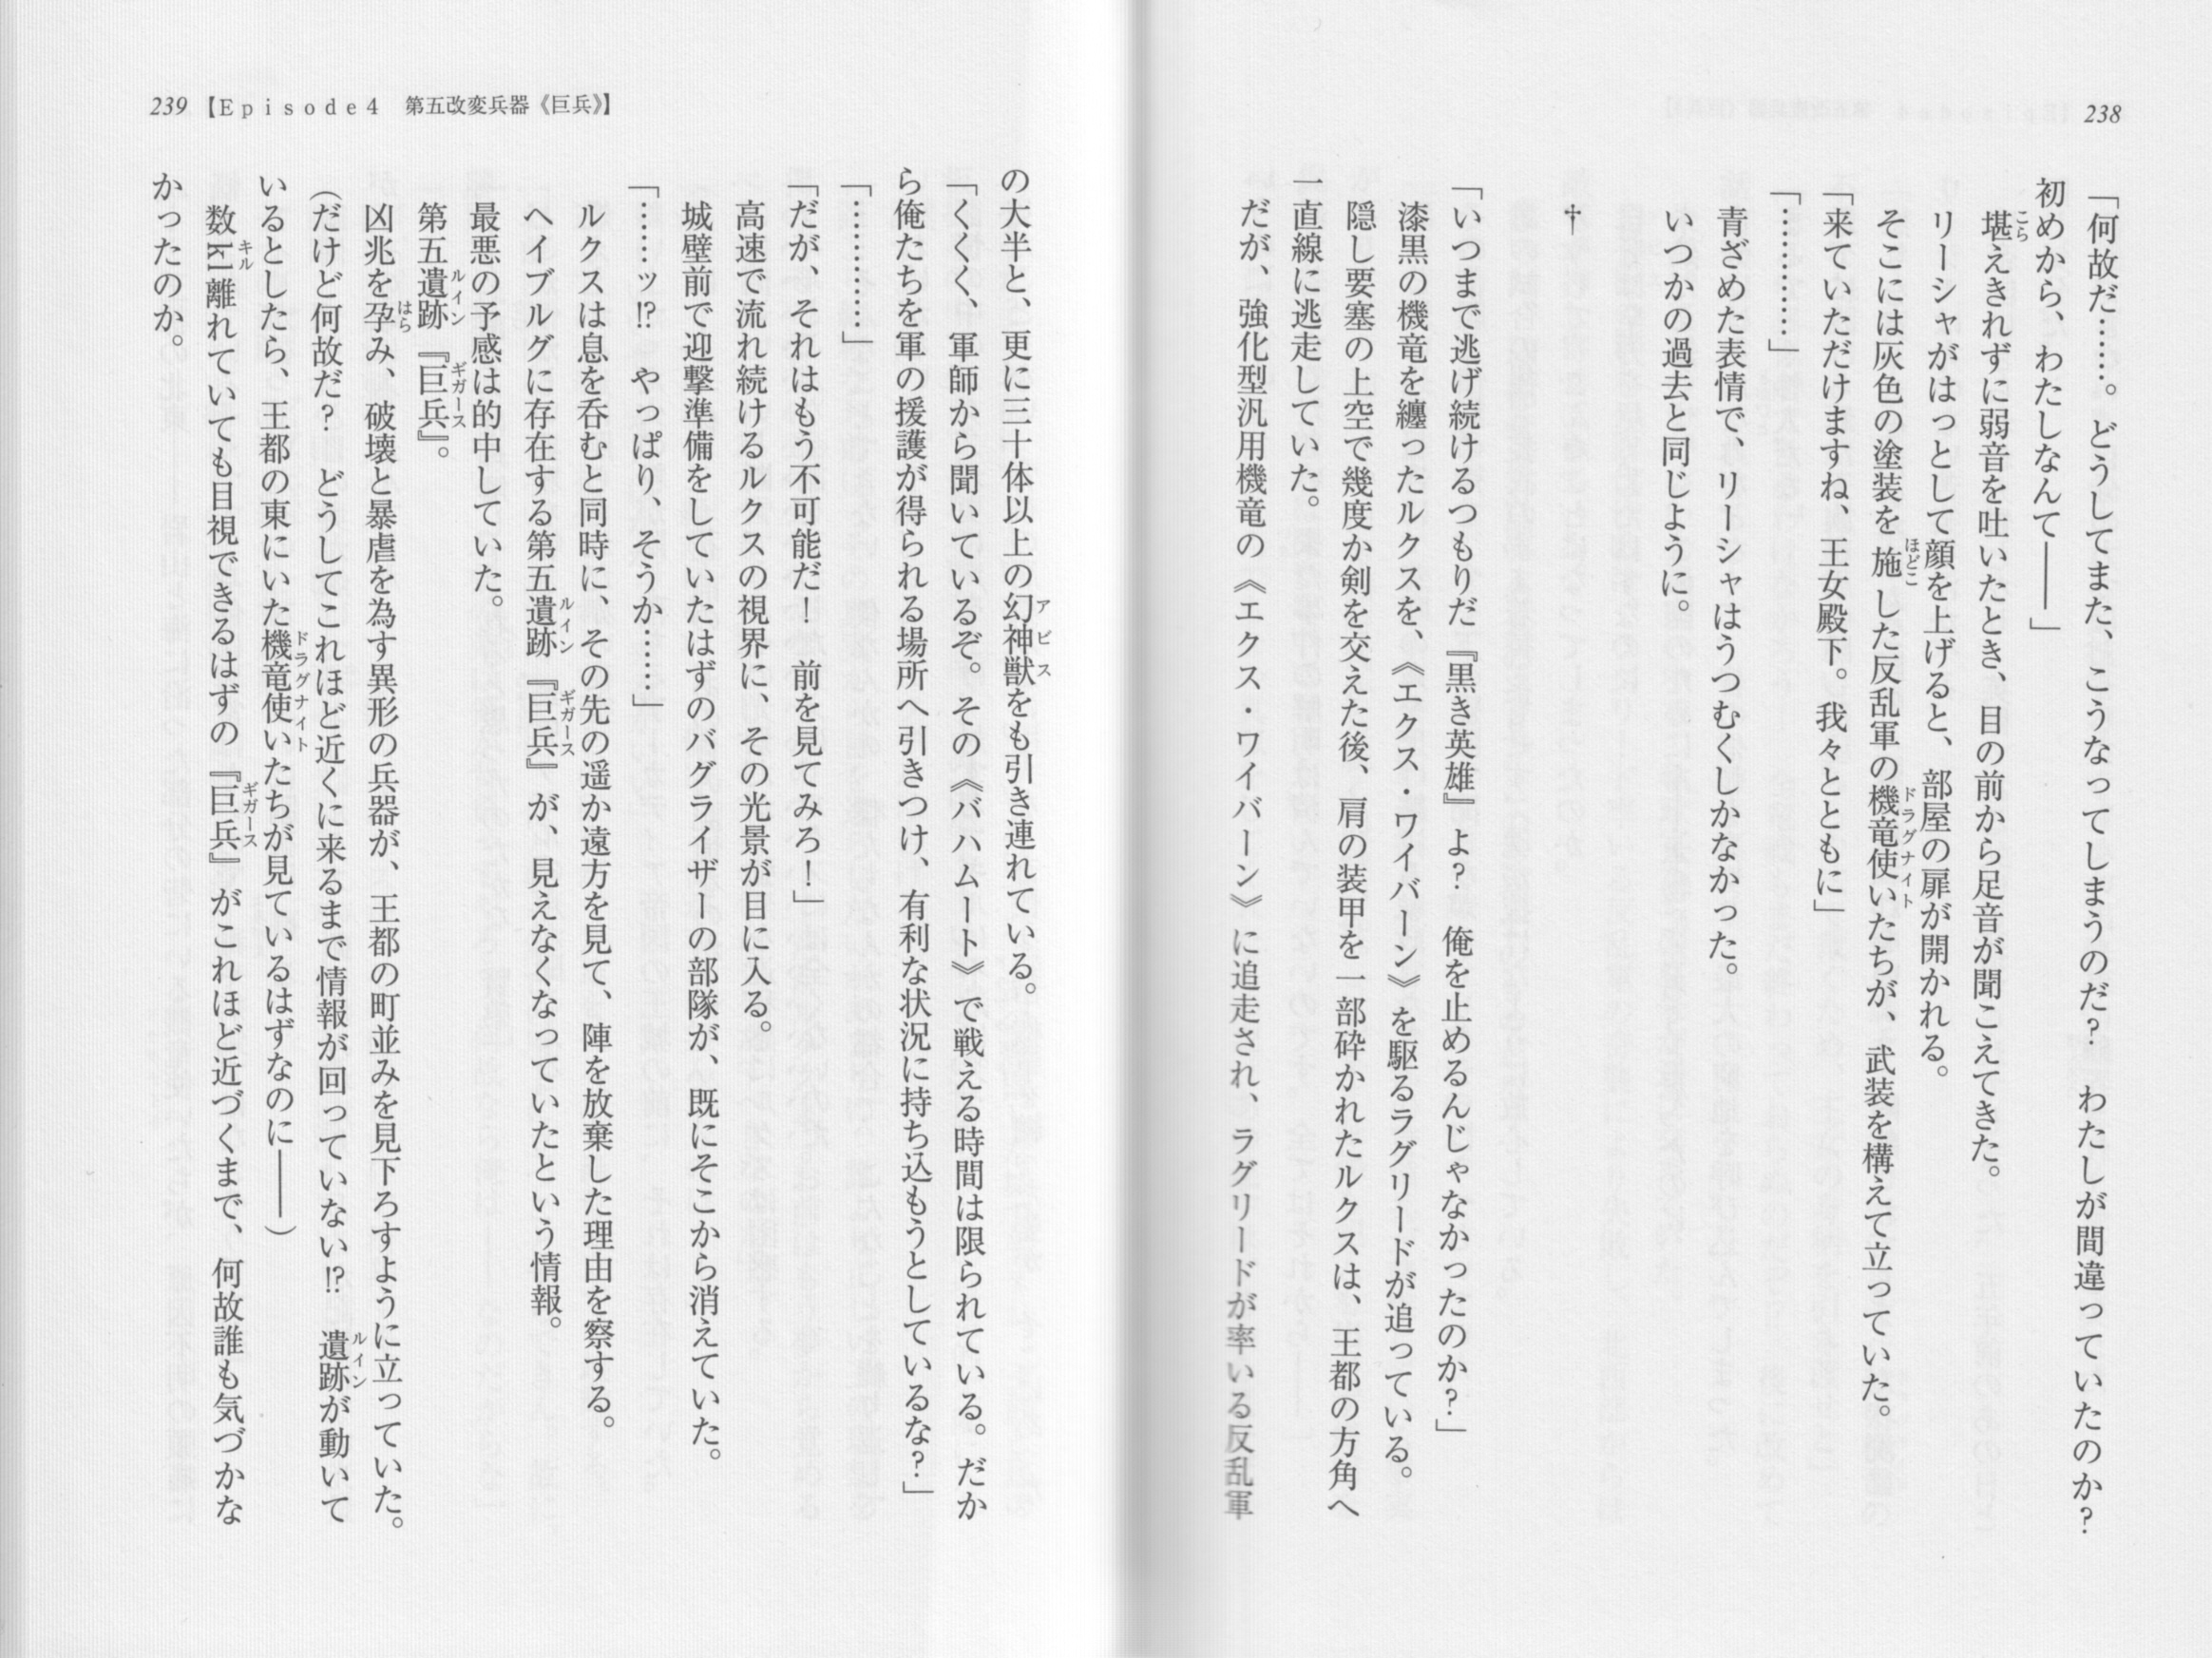 238
「何故だ……。どうしてまた、こうなってしまうのだ？　わたしが間違っていたのか？
初めから、わたしなんて――」
堪えきれずに弱音を吐いたとき、目の前から足音が聞こえてきた。
リーシャがはっとして顔を上げると、部屋の扉が開かれる。
そこには灰色の塗装を施した反乱軍の機竜使いたちが、武装を構えて立っていた。
「来ていただけますね、王女殿下。我々とともに」
「…………」
青ざめた表情で、リーシャはうつむくしかなかった。
いつかの過去と同じように。
†
「いつまで逃げ続けるつもりだ『黒き英雄』よ？　俺を止めるんじゃなかったのか？」
漆黒の機竜を纏ったルクスを、《エクス・ワイバーン》を駆るラグリードが追っている。
隠し要塞の上空で幾度か剣を交えた後、肩の装甲を一部砕かれたルクスは、王都の方角へ
一直線に逃走していた。
だが、強化型汎用機竜の《エクス・ワイバーン》に追走され、ラグリードが率いる反乱軍
239【Episode4　第五改変兵器《巨兵》】
の大半と、更に三十体以上の幻神獣をも引き連れている。
「くくく、軍師から聞いているぞ。その《バハムート》で戦える時間は限られている。だか
ら俺たちを軍の援護が得られる場所へ引きつけ、有利な状況に持ち込もうとしているな？」
「…………」
「だが、それはもう不可能だ！　前を見てみろ！」
高速で流れ続けるルクスの視界に、その光景が目に入る。
城壁前で迎撃準備をしていたはずのバグライザーの部隊が、既にそこから消えていた。
「……ッ!?　やっぱり、そうか……」
ルクスは息を呑むと同時に、その先の遥か遠方を見て、陣を放棄した理由を察する。
ヘイブルグに存在する第五遺跡『巨兵』が、見えなくなっていたという情報。
最悪の予感は的中していた。
第五遺跡『巨兵』。
凶兆を孕み、破壊と暴虐を為す異形の兵器が、王都の町並みを見下ろすように立っていた。
（だけど何故だ？　どうしてこれほど近くに来るまで情報が回っていない!?　遺跡が動いて
いるとしたら、王都の東にいた機竜使いたちが見ているはずなのに――）
数kl離れていても目視できるはずの『巨兵』がこれほど近づくまで、何故誰も気づかな
かったのか。